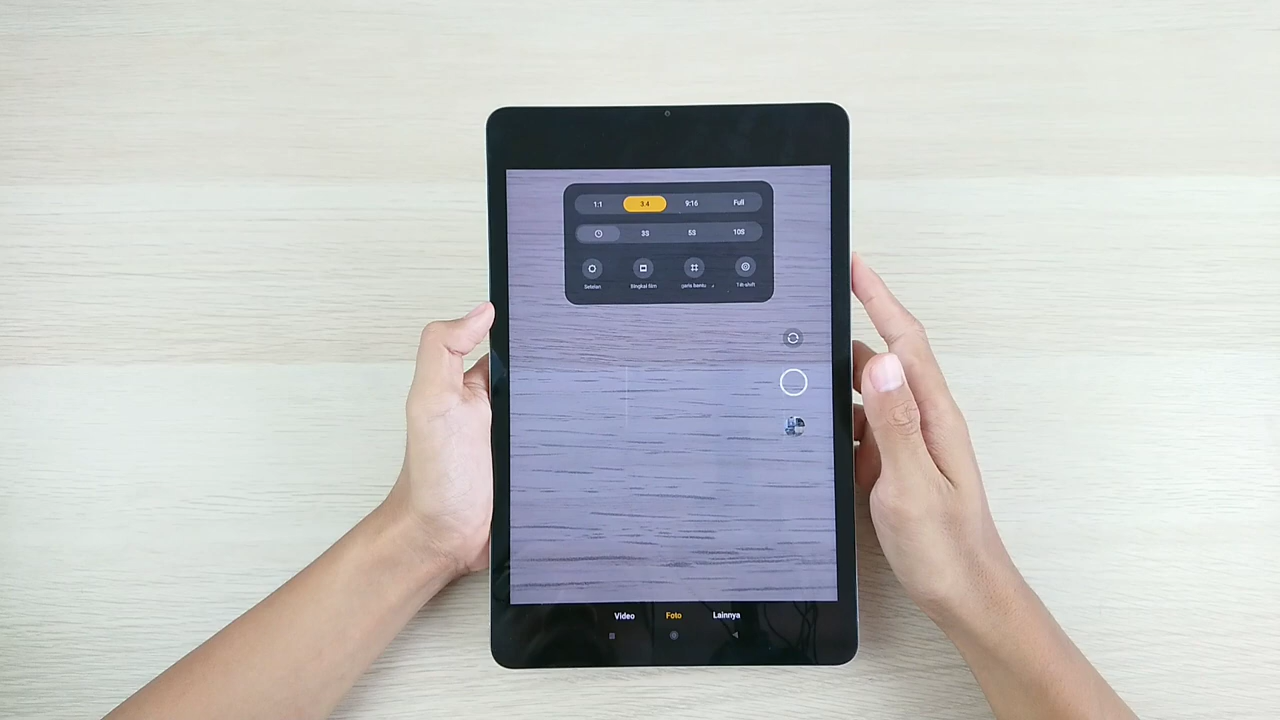 1:1 3:4 9:16 Full
3S 5S 10S
Setelan Singkat film Garis bantu Tilt-shift
Video Foto Lainnya